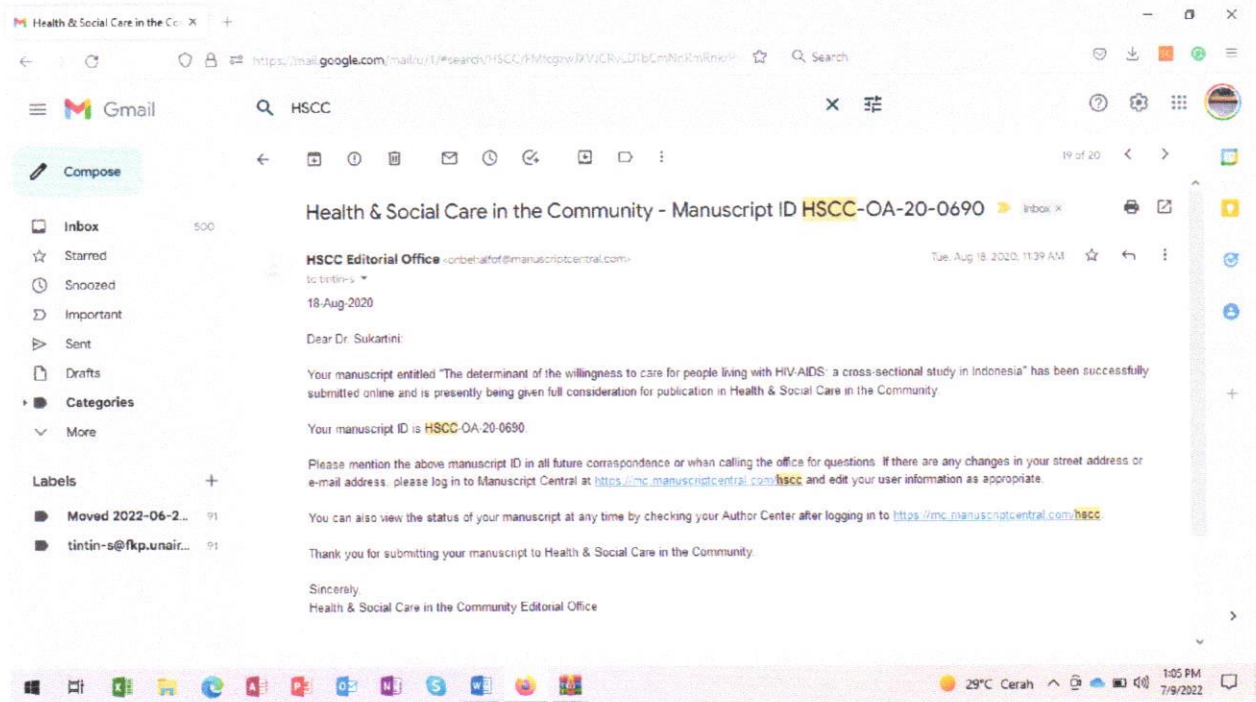 Health & Social Care in the Co
Search
Gmail
HSCC
Compose
19 of 20
Health & Social Care in the Community - Manuscript ID HSCC-OA-20-0690 Inbox ×
Inbox 500
HSCC Editorial Office <onbehalfof@manuscriptcentral.com>
Tue, Aug 18, 2020, 11:39 AM
Starred
to tintin-s
Snoozed
18-Aug-2020
Important
Sent
Dear Dr. Sukartini:
Drafts
Your manuscript entitled "The determinant of the willingness to care for people living with HIV-AIDS: a cross-sectional study in Indonesia" has been successfully
submitted online and is presently being given full consideration for publication in Health & Social Care in the Community.
Categories
More
Your manuscript ID is HSCC-OA-20-0690.
Please mention the above manuscript ID in all future correspondence or when calling the office for questions. If there are any changes in your street address or
e-mail address, please log in to Manuscript Central at https://mc.manuscriptcentral.com/hscc and edit your user information as appropriate.
Labels
You can also view the status of your manuscript at any time by checking your Author Center after logging in to https://mc.manuscriptcentral.com/hscc.
Moved 2022-06-2... 91
tintin-s@fkp.unair... 91
Thank you for submitting your manuscript to Health & Social Care in the Community.
Sincerely,
Health & Social Care in the Community Editorial Office
29°C Cerah
1:05 PM
7/9/2022